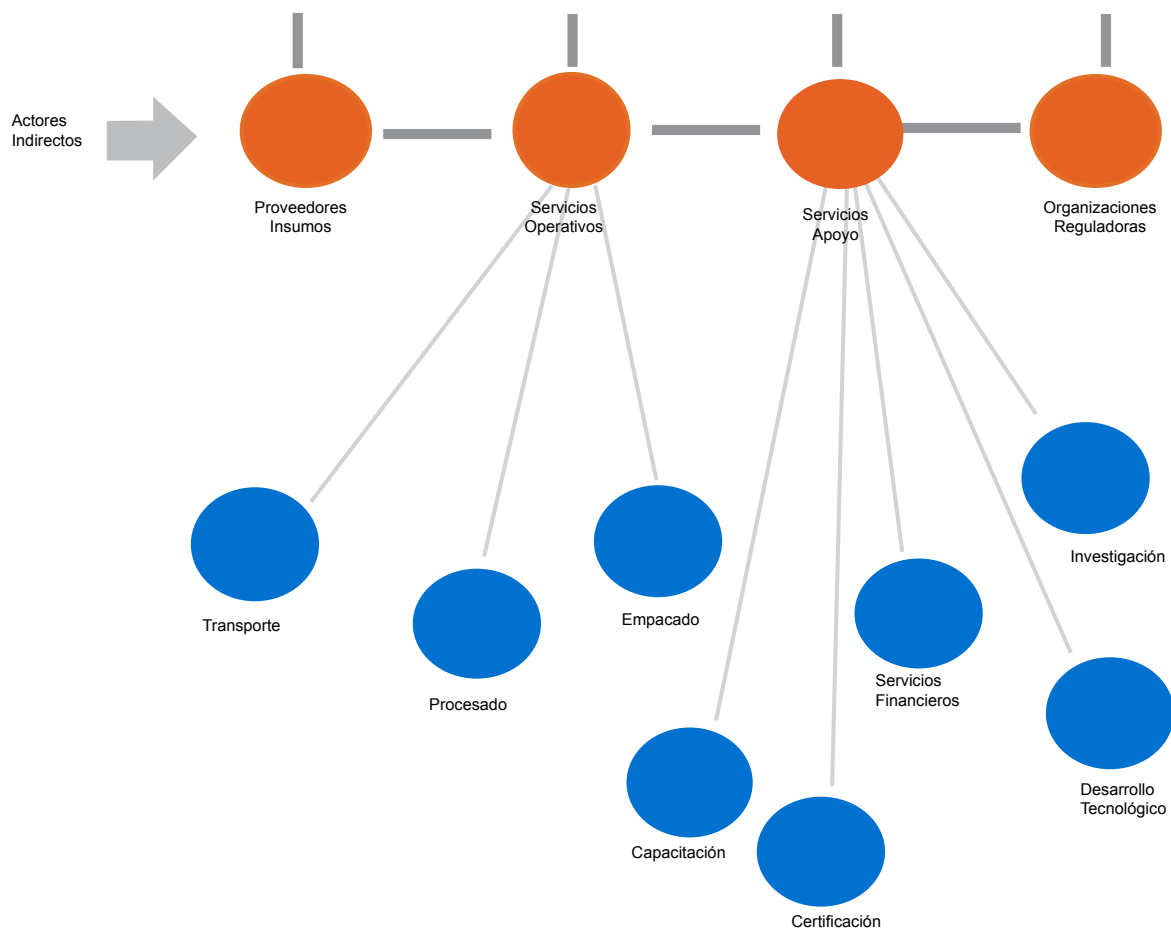 Actores
Indirectos
Proveedores
Insumos
Servicios
Operativos
Servicios
Apoyo
Organizaciones
Reguladoras
Transporte
Procesado
Empacado
Capacitación
Certificación
Servicios
Financieros
Desarrollo
Tecnológico
Investigación